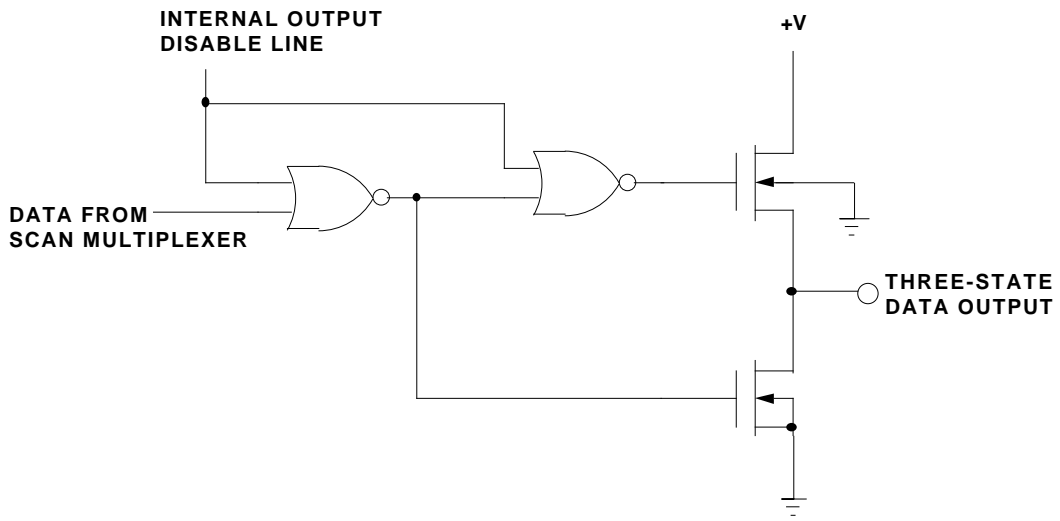 INTERNAL OUTPUT
DISABLE LINE
+V
DATA FROM
SCAN MULTIPLEXER
THREE-STATE
DATA OUTPUT